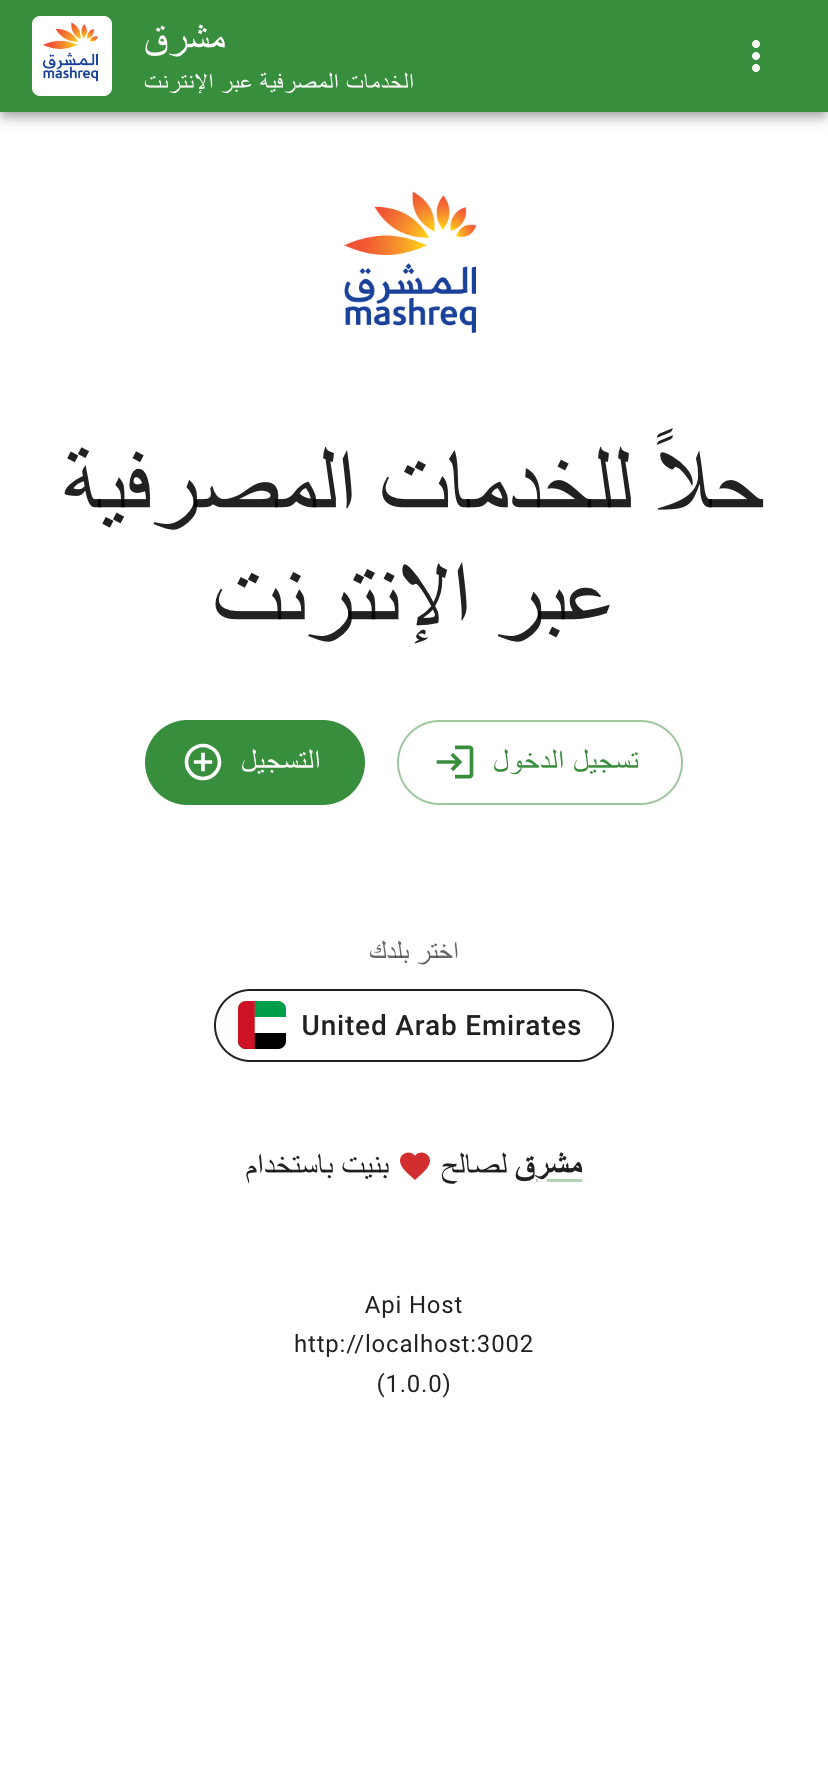 المشرق
mashreq
مشرق
الخدمات المصرفية عبر الإنترنت
المشرق
mashreq
حلاً للخدمات المصرفية
عبر الإنترنت
التسجيل
تسجيل الدخول
اختر بلدك
United Arab Emirates
بنيت باستخدام ❤ لصالح مشرق
Api Host
http://localhost:3002
(1.0.0)